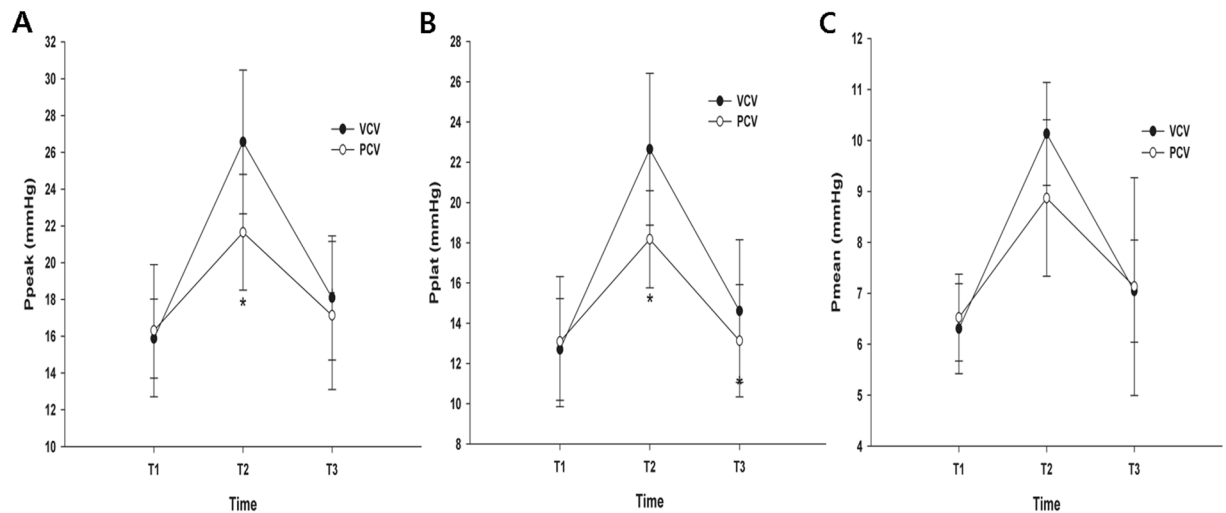 A
Ppeak (mmHg)
32
30
28
26
24
22
20
18
16
14
12
10
VCV
PCV
*
T1 T2 T3
Time
B
Pplat (mmHg)
28
26
24
22
20
18
16
14
12
10
8
VCV
PCV
*
*
T1 T2 T3
Time
C
Pmean (mmHg)
12
11
10
9
8
7
6
5
4
VCV
PCV
T1 T2 T3
Time